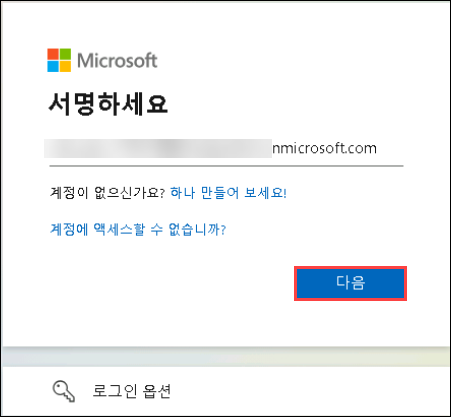 Microsoft
서명하세요
nmicrosoft.com
계정이 없으신가요? 하나 만들어 보세요!
계정에 액세스할 수 없습니까?
다음
로그인 옵션